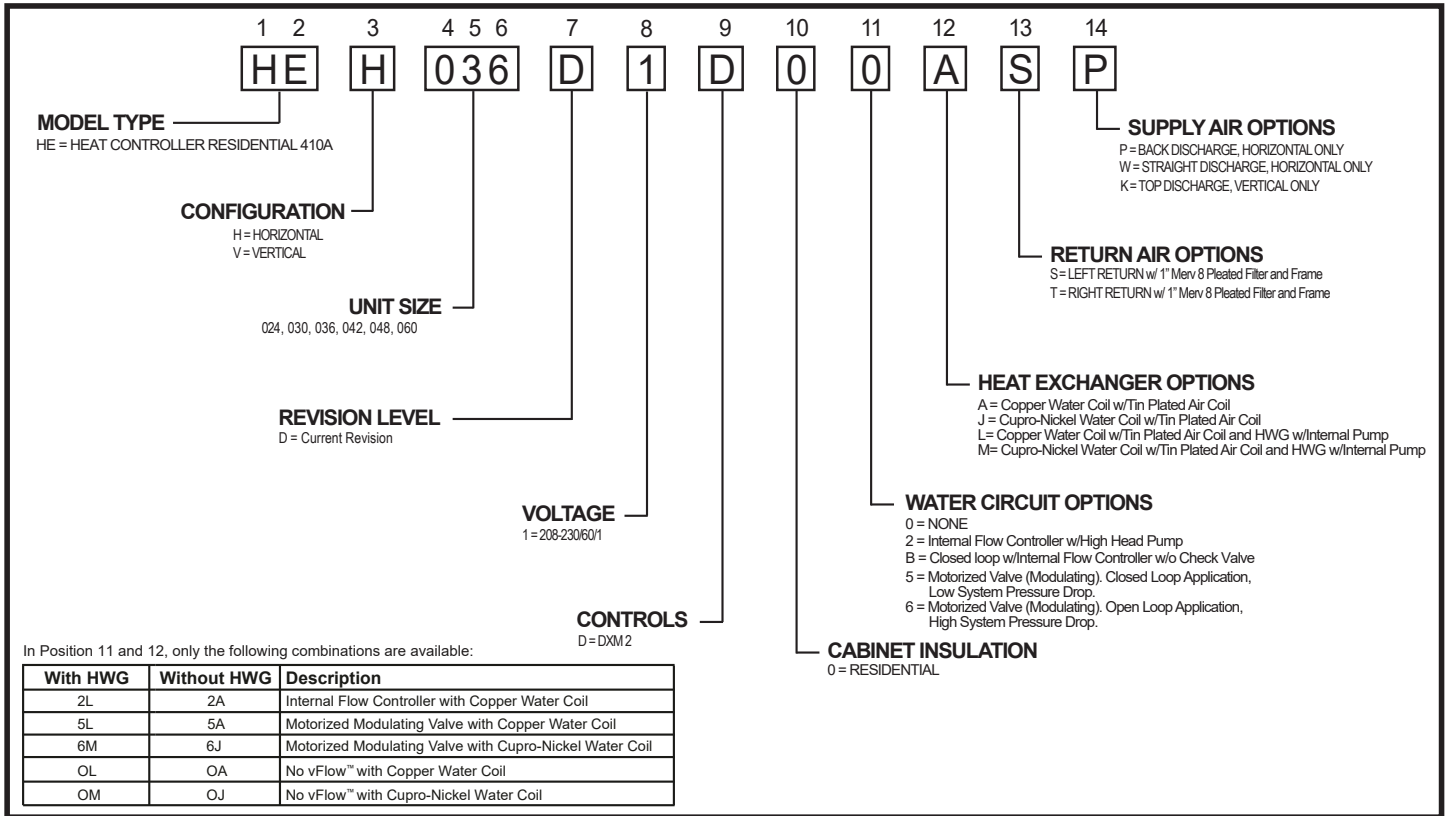 1 2 3 4 5 6 7 8 9 10 11 12 13 14
HE H 036 D 1 D 0 0 A S P
MODEL TYPE
HE = HEAT CONTROLLER RESIDENTIAL 410A
CONFIGURATION
H = HORIZONTAL
V = VERTICAL
UNIT SIZE
024, 030, 036, 042, 048, 060
REVISION LEVEL
D = Current Revision
VOLTAGE
1 = 208-230/60/1
CONTROLS
D = DXM2
CABINET INSULATION
0 = RESIDENTIAL
WATER CIRCUIT OPTIONS
0 = NONE
2 = Internal Flow Controller w/High Head Pump
B = Closed loop w/Internal Flow Controller w/o Check Valve
5 = Motorized Valve (Modulating). Closed Loop Application,
Low System Pressure Drop.
6 = Motorized Valve (Modulating). Open Loop Application,
High System Pressure Drop.
HEAT EXCHANGER OPTIONS
A = Copper Water Coil w/Tin Plated Air Coil
J = Cupro-Nickel Water Coil w/Tin Plated Air Coil
L= Copper Water Coil w/Tin Plated Air Coil and HWG w/Internal Pump
M= Cupro-Nickel Water Coil w/Tin Plated Air Coil and HWG w/Internal Pump
RETURN AIR OPTIONS
S = LEFT RETURN w/ 1" Merv 8 Pleated Filter and Frame
T = RIGHT RETURN w/ 1" Merv 8 Pleated Filter and Frame
SUPPLY AIR OPTIONS
P = BACK DISCHARGE, HORIZONTAL ONLY
W = STRAIGHT DISCHARGE, HORIZONTAL ONLY
K = TOP DISCHARGE, VERTICAL ONLY
In Position 11 and 12, only the following combinations are available:
With HWG Without HWG Description
2L 2A Internal Flow Controller with Copper Water Coil
5L 5A Motorized Modulating Valve with Copper Water Coil
6M 6J Motorized Modulating Valve with Cupro-Nickel Water Coil
OL OA No vFlow™ with Copper Water Coil
OM OJ No vFlow™ with Cupro-Nickel Water Coil